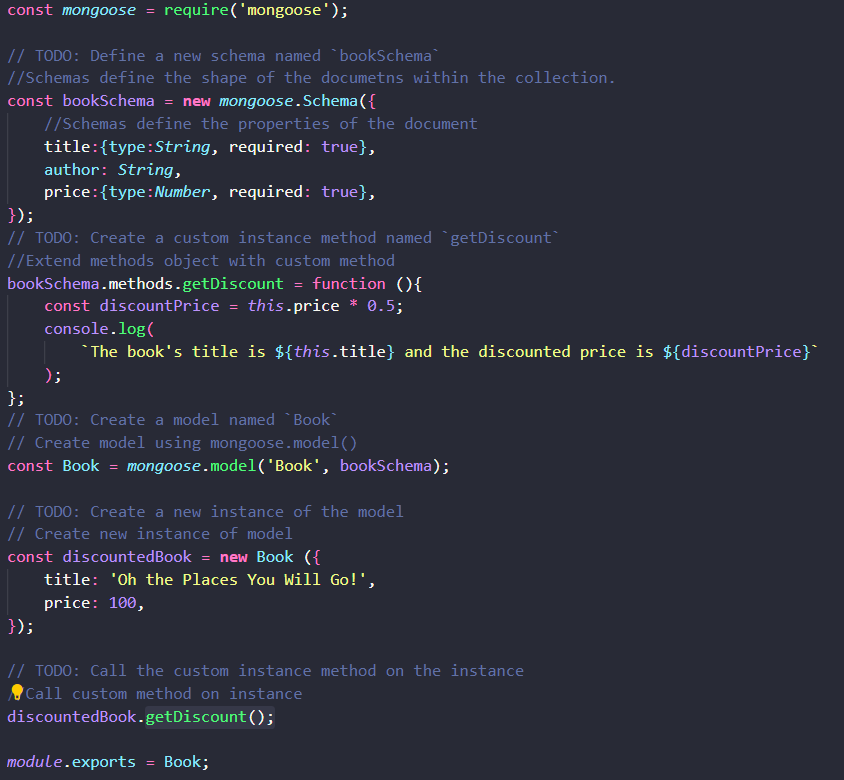 const mongoose = require('mongoose');
// TODO: Define a new schema named `bookSchema`
//Schemas define the shape of the documetns within the collection.
const bookSchema = new mongoose.Schema({
//Schemas define the properties of the document
title:{type:String, required: true},
author: String,
price:{type:Number, required: true},
});
// TODO: Create a custom instance method named `getDiscount`
//Extend methods object with custom method
bookSchema.methods.getDiscount = function (){
const discountPrice = this.price * 0.5;
console.log(
`The book's title is ${this.title} and the discounted price is ${discountPrice}`
);
};
// TODO: Create a model named `Book`
// Create model using mongoose.model()
const Book = mongoose.model('Book', bookSchema);
// TODO: Create a new instance of the model
// Create new instance of model
const discountedBook = new Book ({
title: 'Oh the Places You Will Go!',
price: 100,
});
// TODO: Call the custom instance method on the instance
/Call custom method on instance
discountedBook.getDiscount();
module.exports = Book;